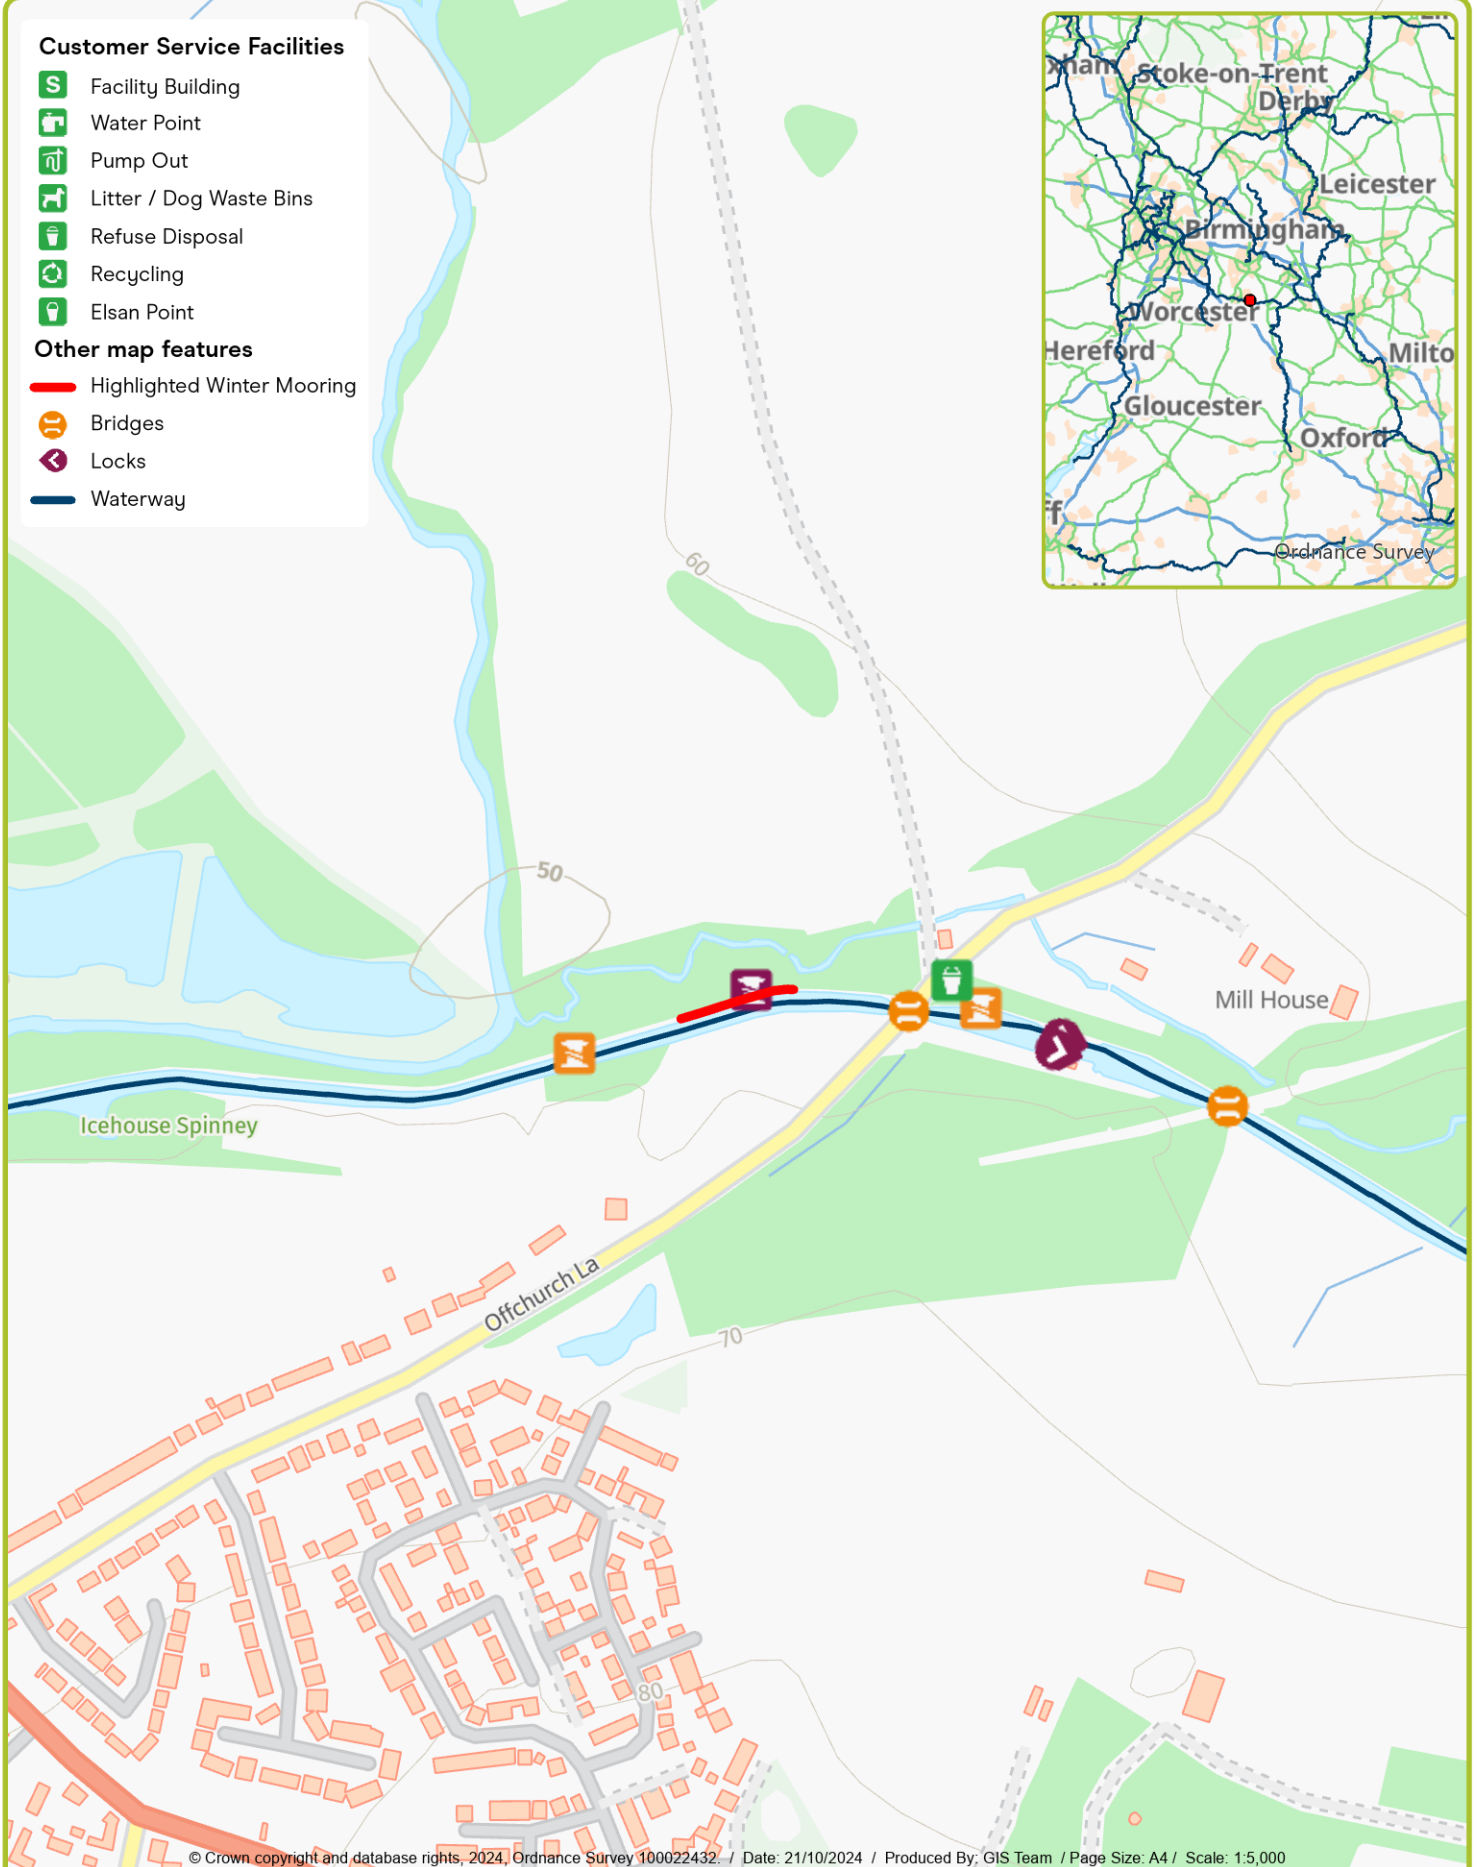 Customer Service Facilities
S Facility Building
Water Point
Pump Out
Litter / Dog Waste Bins
Refuse Disposal
Recycling
Elsan Point
Other map features
Highlighted Winter Mooring
Bridges
Locks
Waterway
xham
Stoke-on-Trent
Derby
Leicester
Birmingham
Worcester
Hereford
Milto
Gloucester
Oxford
ff
Ordnance Survey
60
50
Mill House
Icehouse Spinney
Offchurch La
70
80
© Crown copyright and database rights, 2024, Ordnance Survey 100022432. / Date: 21/10/2024 / Produced By: GIS Team / Page Size: A4 / Scale: 1:5,000